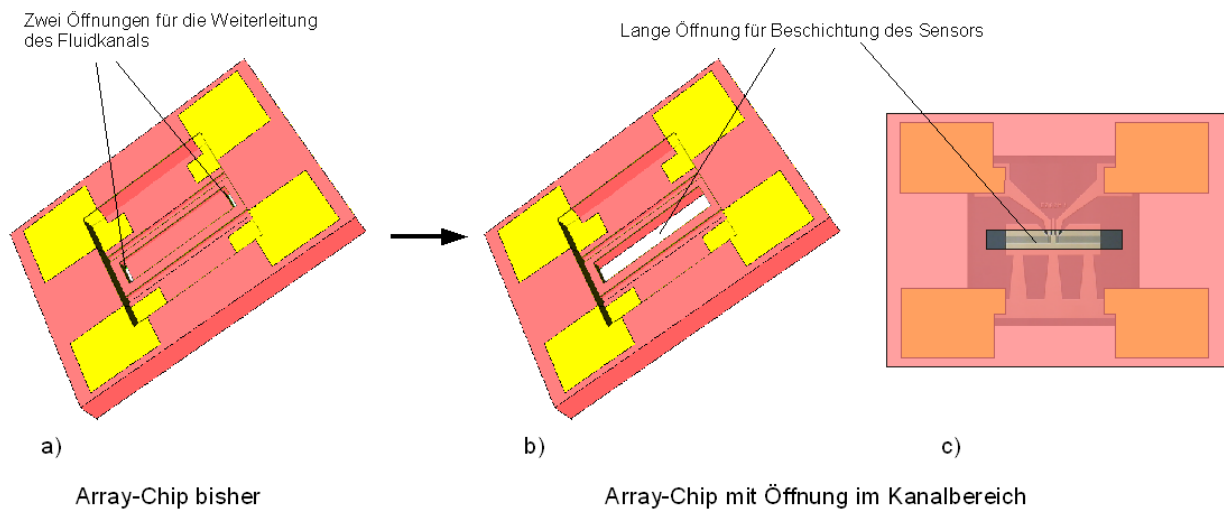 Zwei Öffnungen für die Weiterleitung
des Fluidkanals
Lange Öffnung für Beschichtung des Sensors
a)
b)
c)
Array-Chip bisher
Array-Chip mit Öffnung im Kanalbereich